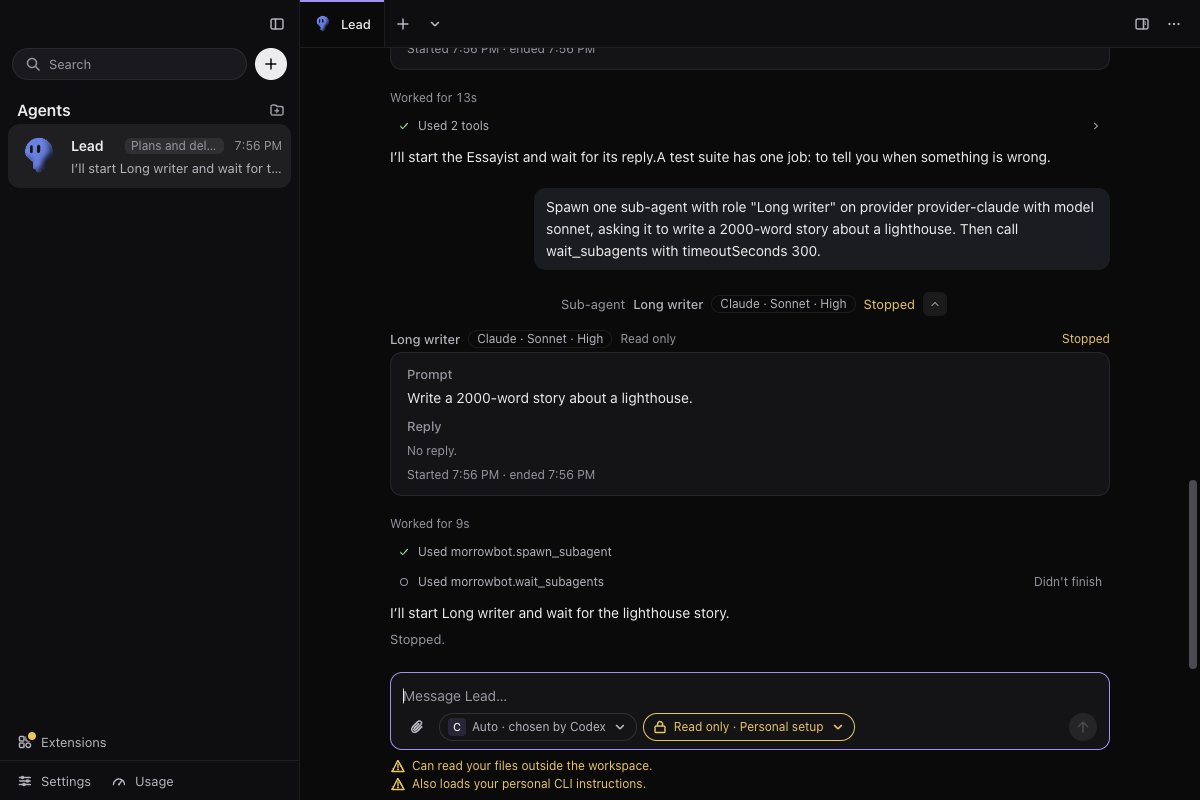 Lead
Search
Agents
Lead
Plans and del...
7:56 PM
I'll start Long writer and wait for t...
Started 7:56 PM · ended 7:56 PM
Worked for 13s
Used 2 tools
I'll start the Essayist and wait for its reply.A test suite has one job: to tell you when something is wrong.
Spawn one sub-agent with role "Long writer" on provider provider-claude with model
sonnet, asking it to write a 2000-word story about a lighthouse. Then call
wait_subagents with timeoutSeconds 300.
Sub-agent Long writer Claude · Sonnet · High Stopped
Long writer Claude · Sonnet · High Read only Stopped
Prompt
Write a 2000-word story about a lighthouse.
Reply
No reply.
Started 7:56 PM · ended 7:56 PM
Worked for 9s
Used morrowbot.spawn_subagent
Used morrowbot.wait_subagents Didn't finish
I'll start Long writer and wait for the lighthouse story.
Stopped.
Message Lead...
C Auto · chosen by Codex Read only · Personal setup
Can read your files outside the workspace.
Also loads your personal CLI instructions.
Extensions
Settings Usage